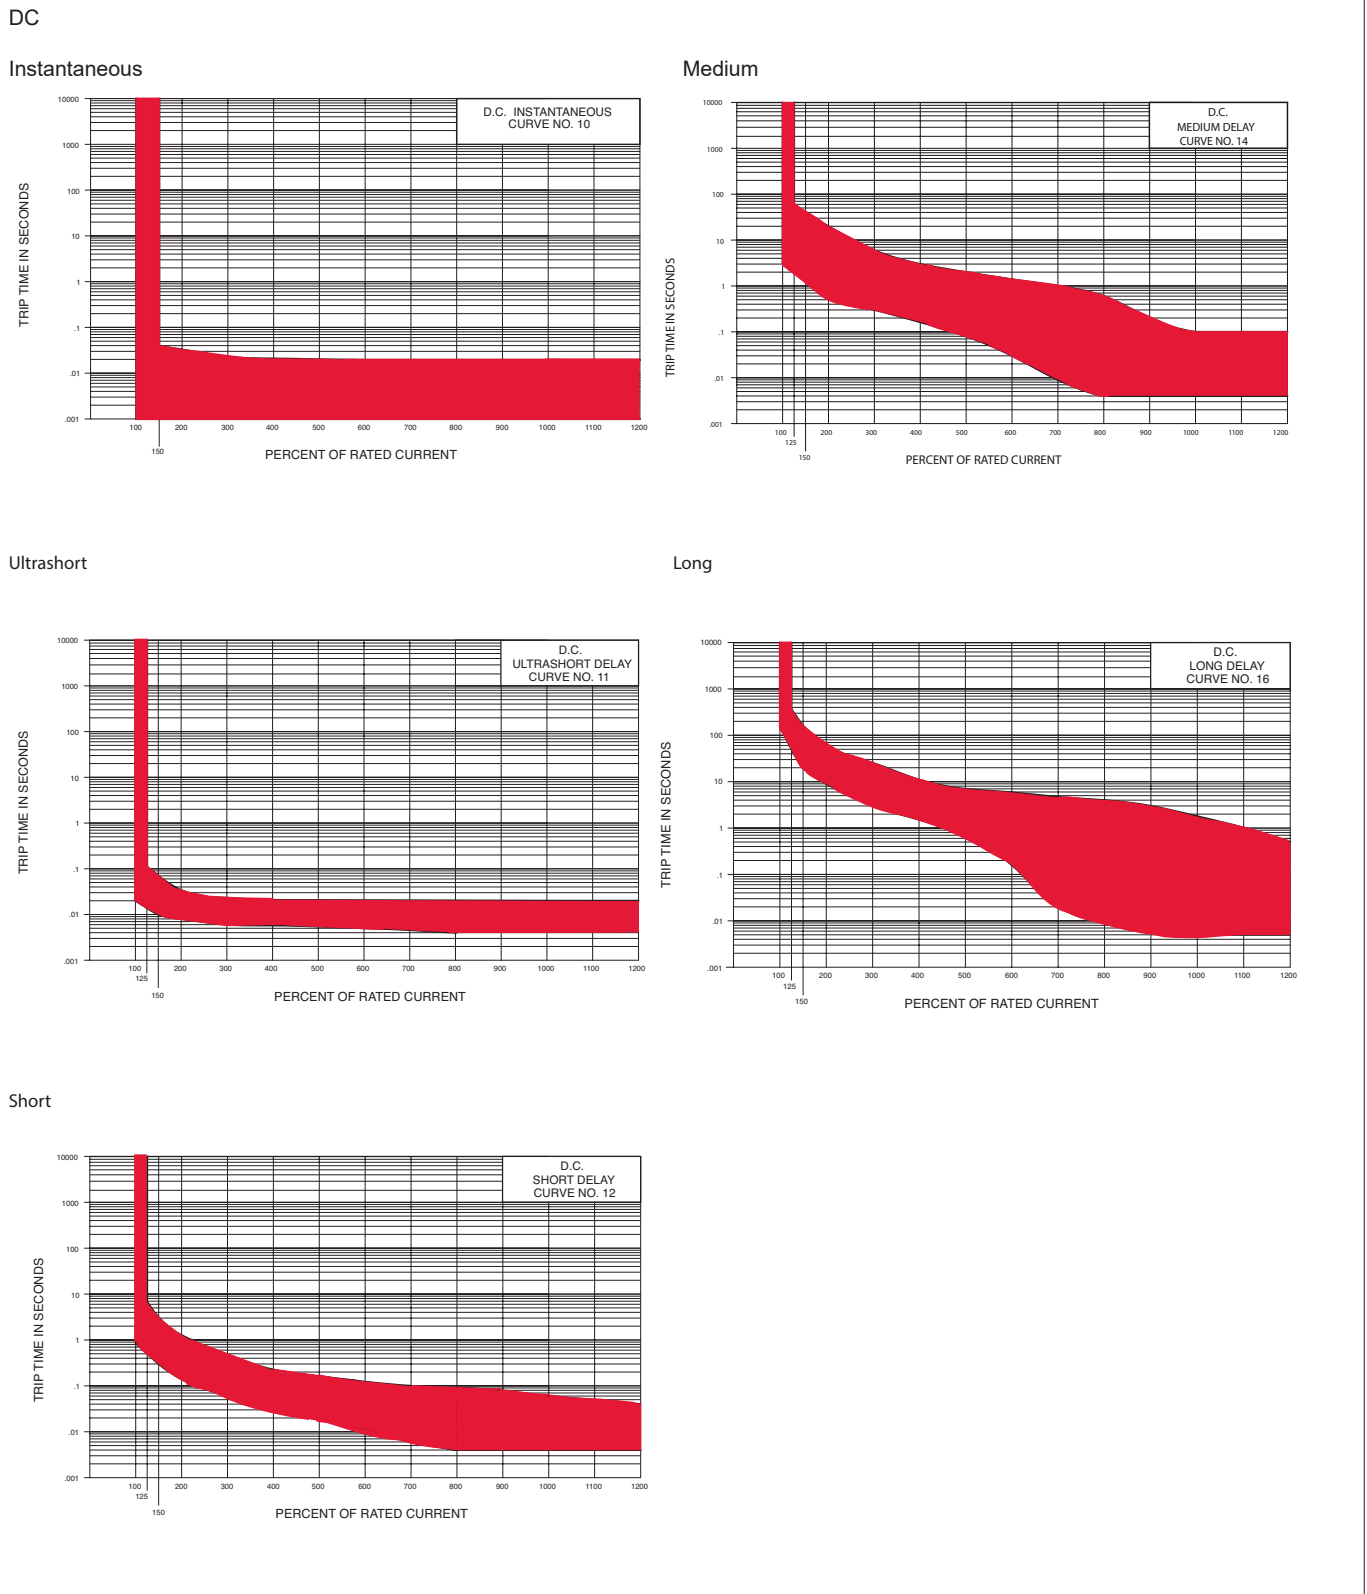 DC
Instantaneous
D.C. INSTANTANEOUS
CURVE NO. 10
10000
1000
100
10
1
.1
.01
.001
TRIP TIME IN SECONDS
100 200 300 400 500 600 700 800 900 1000 1100 1200
150
PERCENT OF RATED CURRENT
Medium
D.C.
MEDIUM DELAY
CURVE NO. 14
10000
1000
100
10
1
.1
.01
.001
TRIP TIME IN SECONDS
100 200 300 400 500 600 700 800 900 1000 1100 1200
125
150
PERCENT OF RATED CURRENT
Ultrashort
D.C.
ULTRASHORT DELAY
CURVE NO. 11
10000
1000
100
10
1
.1
.01
.001
TRIP TIME IN SECONDS
100 200 300 400 500 600 700 800 900 1000 1100 1200
125
150
PERCENT OF RATED CURRENT
Long
D.C.
LONG DELAY
CURVE NO. 16
10000
1000
100
10
1
.1
.01
.001
TRIP TIME IN SECONDS
100 200 300 400 500 600 700 800 900 1000 1100 1200
125
150
PERCENT OF RATED CURRENT
Short
D.C.
SHORT DELAY
CURVE NO. 12
10000
1000
100
10
1
.1
.01
.001
TRIP TIME IN SECONDS
100 200 300 400 500 600 700 800 900 1000 1100 1200
125
150
PERCENT OF RATED CURRENT